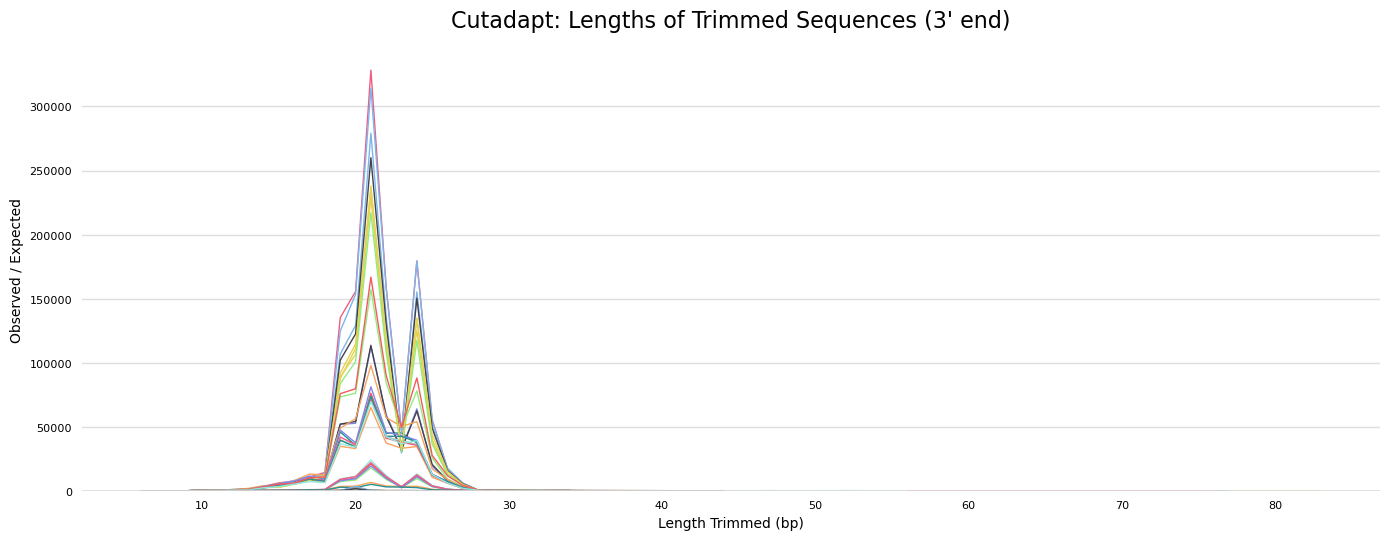 Cutadapt: Lengths of Trimmed Sequences (3' end)
Observed / Expected
300000
250000
200000
150000
100000
50000
0
10 20 30 40 50 60 70 80
Length Trimmed (bp)